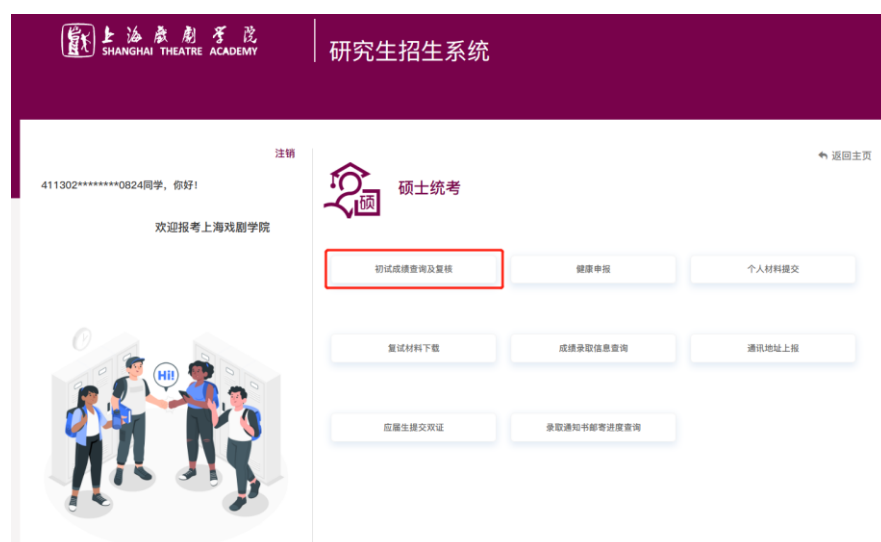 上海戲劇學院
SHANGHAI THEATRE ACADEMY
研究生招生系统
注销
411302********0824同学，你好!
欢迎报考上海戏剧学院
Hi!
返回主页
硕
硕士统考
初试成绩查询及复核
健康申报
个人材料提交
复试材料下载
成绩录取信息查询
通讯地址上报
应届生提交双证
录取通知书邮寄进度查询